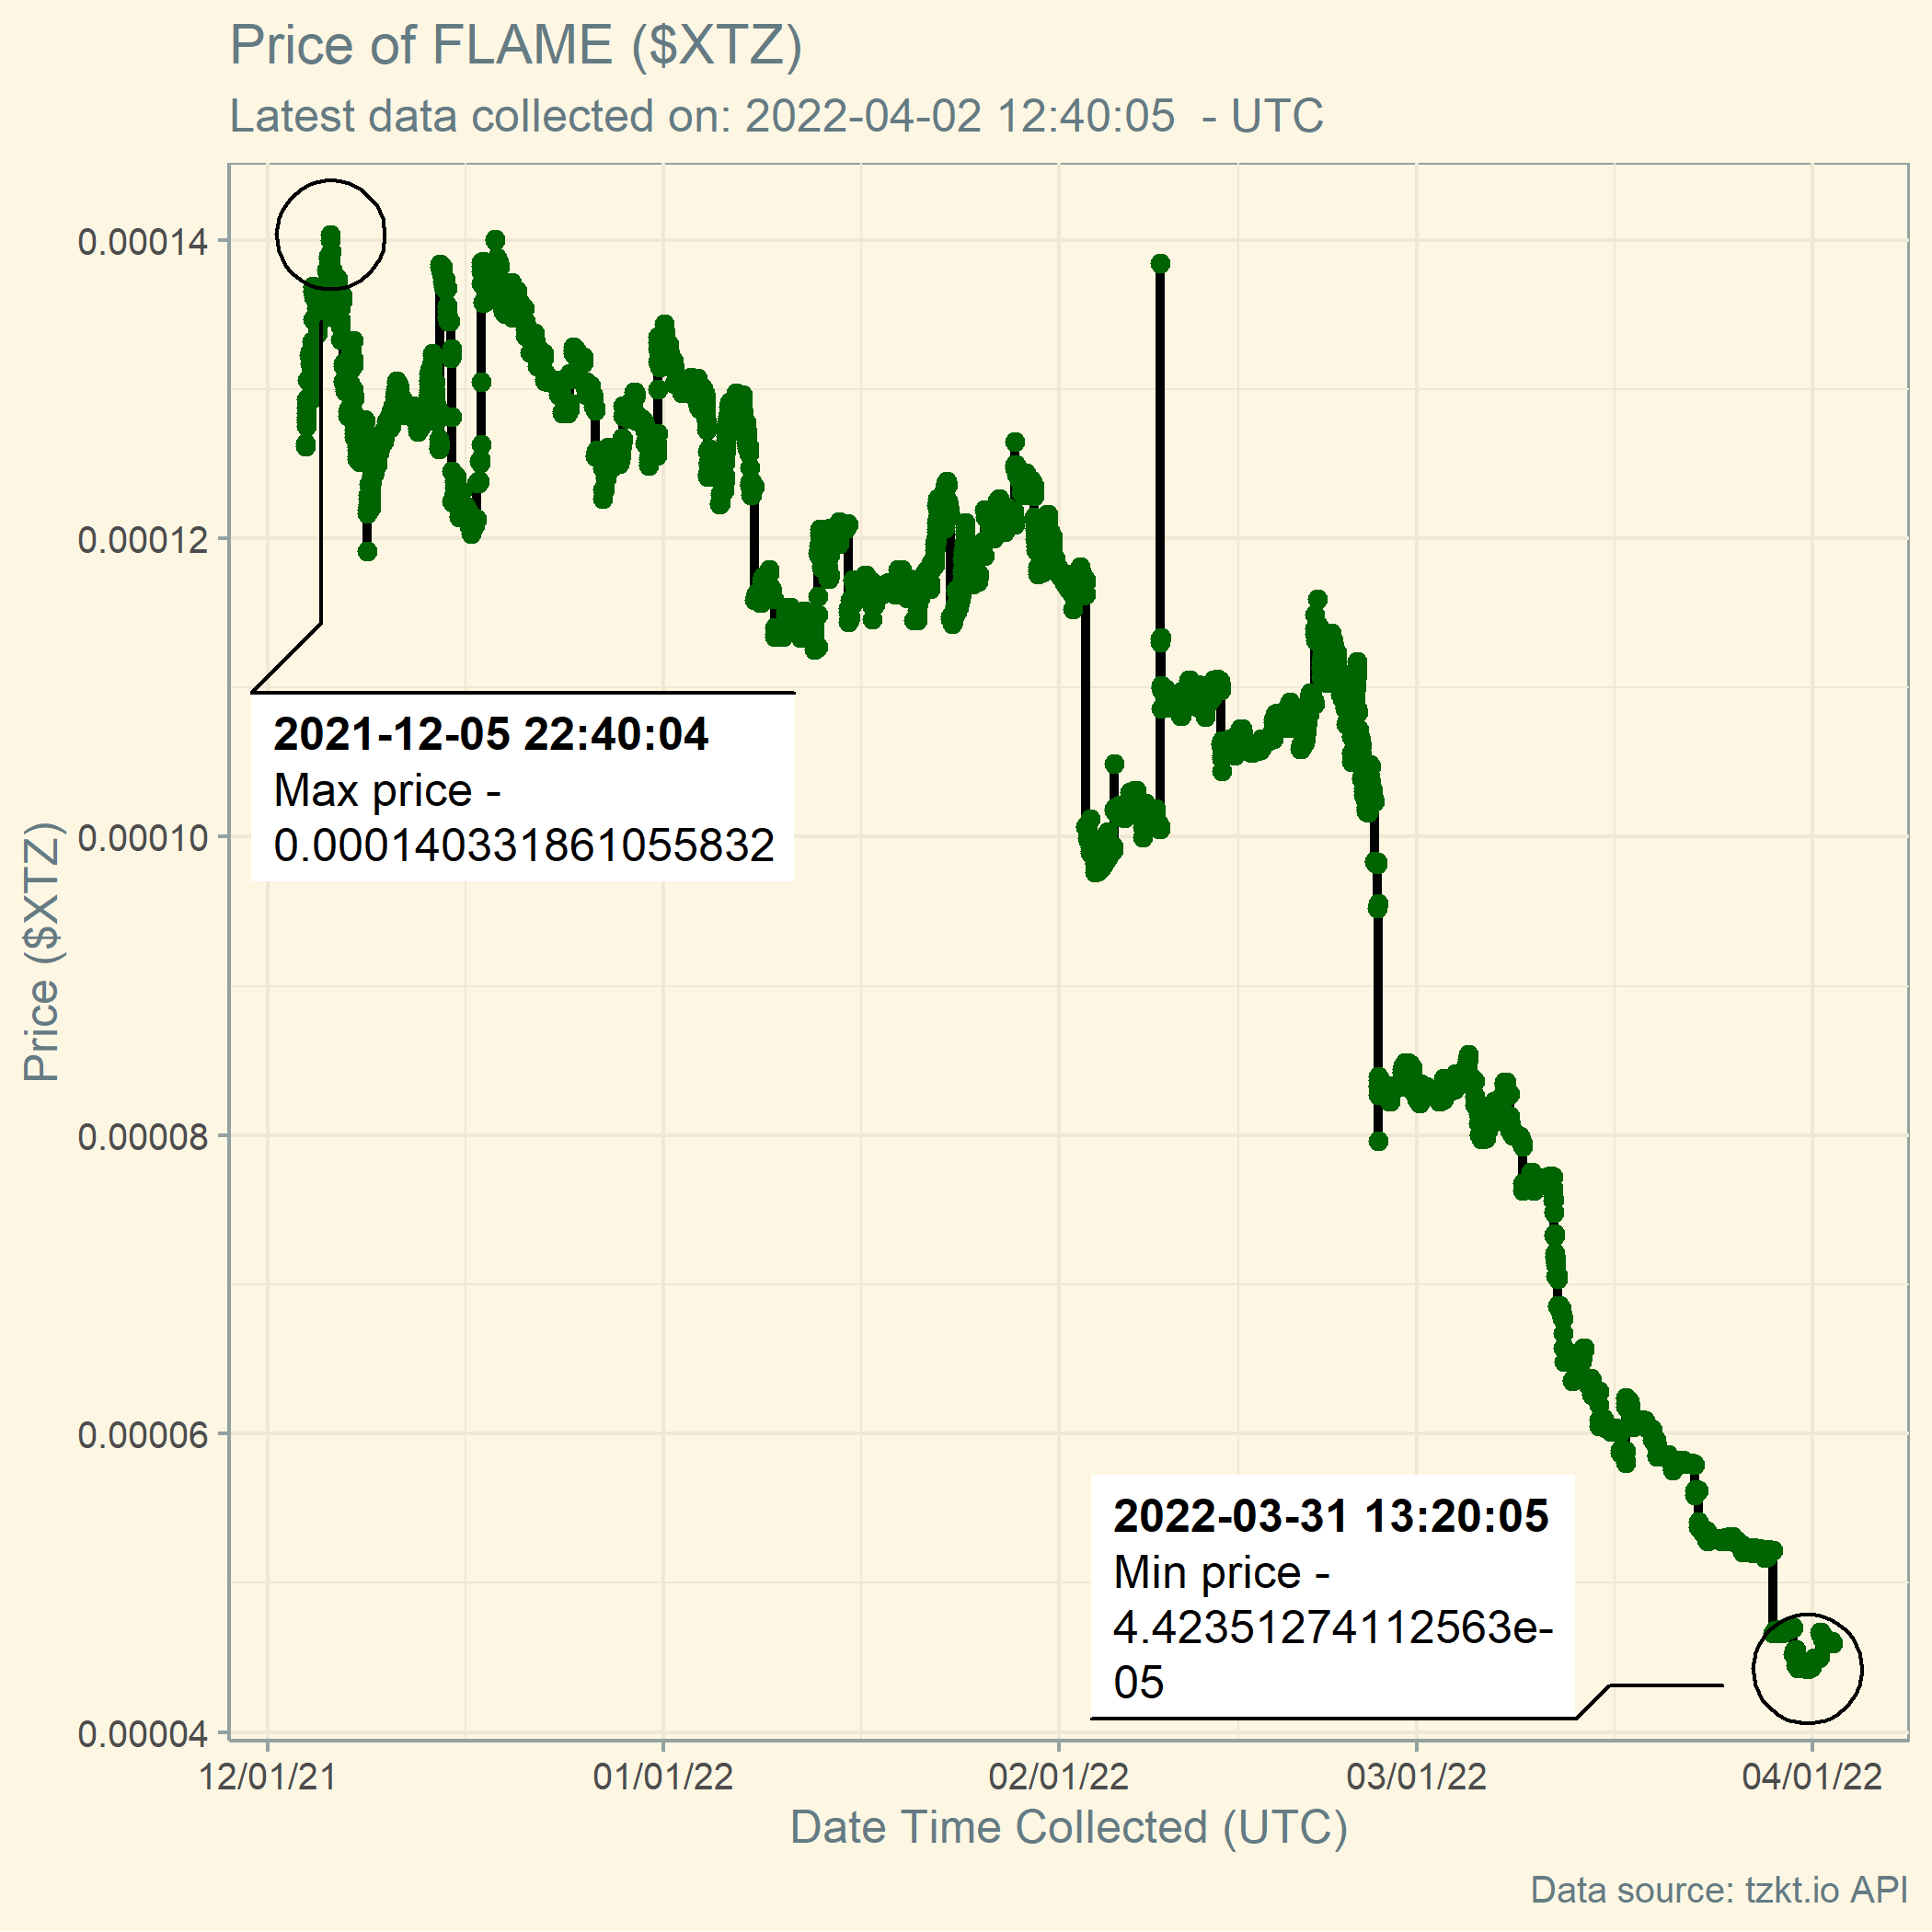 Price of FLAME ($XTZ)
Latest data collected on: 2022-04-02 12:40:05  - UTC
0.00014
0.00012
0.00010
0.00008
0.00006
0.00004
Price ($XTZ)
2021-12-05 22:40:04
Max price -
0.000140331861055832
2022-03-31 13:20:05
Min price -
4.42351274112563e-
05
12/01/21
01/01/22
02/01/22
03/01/22
04/01/22
Date Time Collected (UTC)
Data source: tzkt.io API